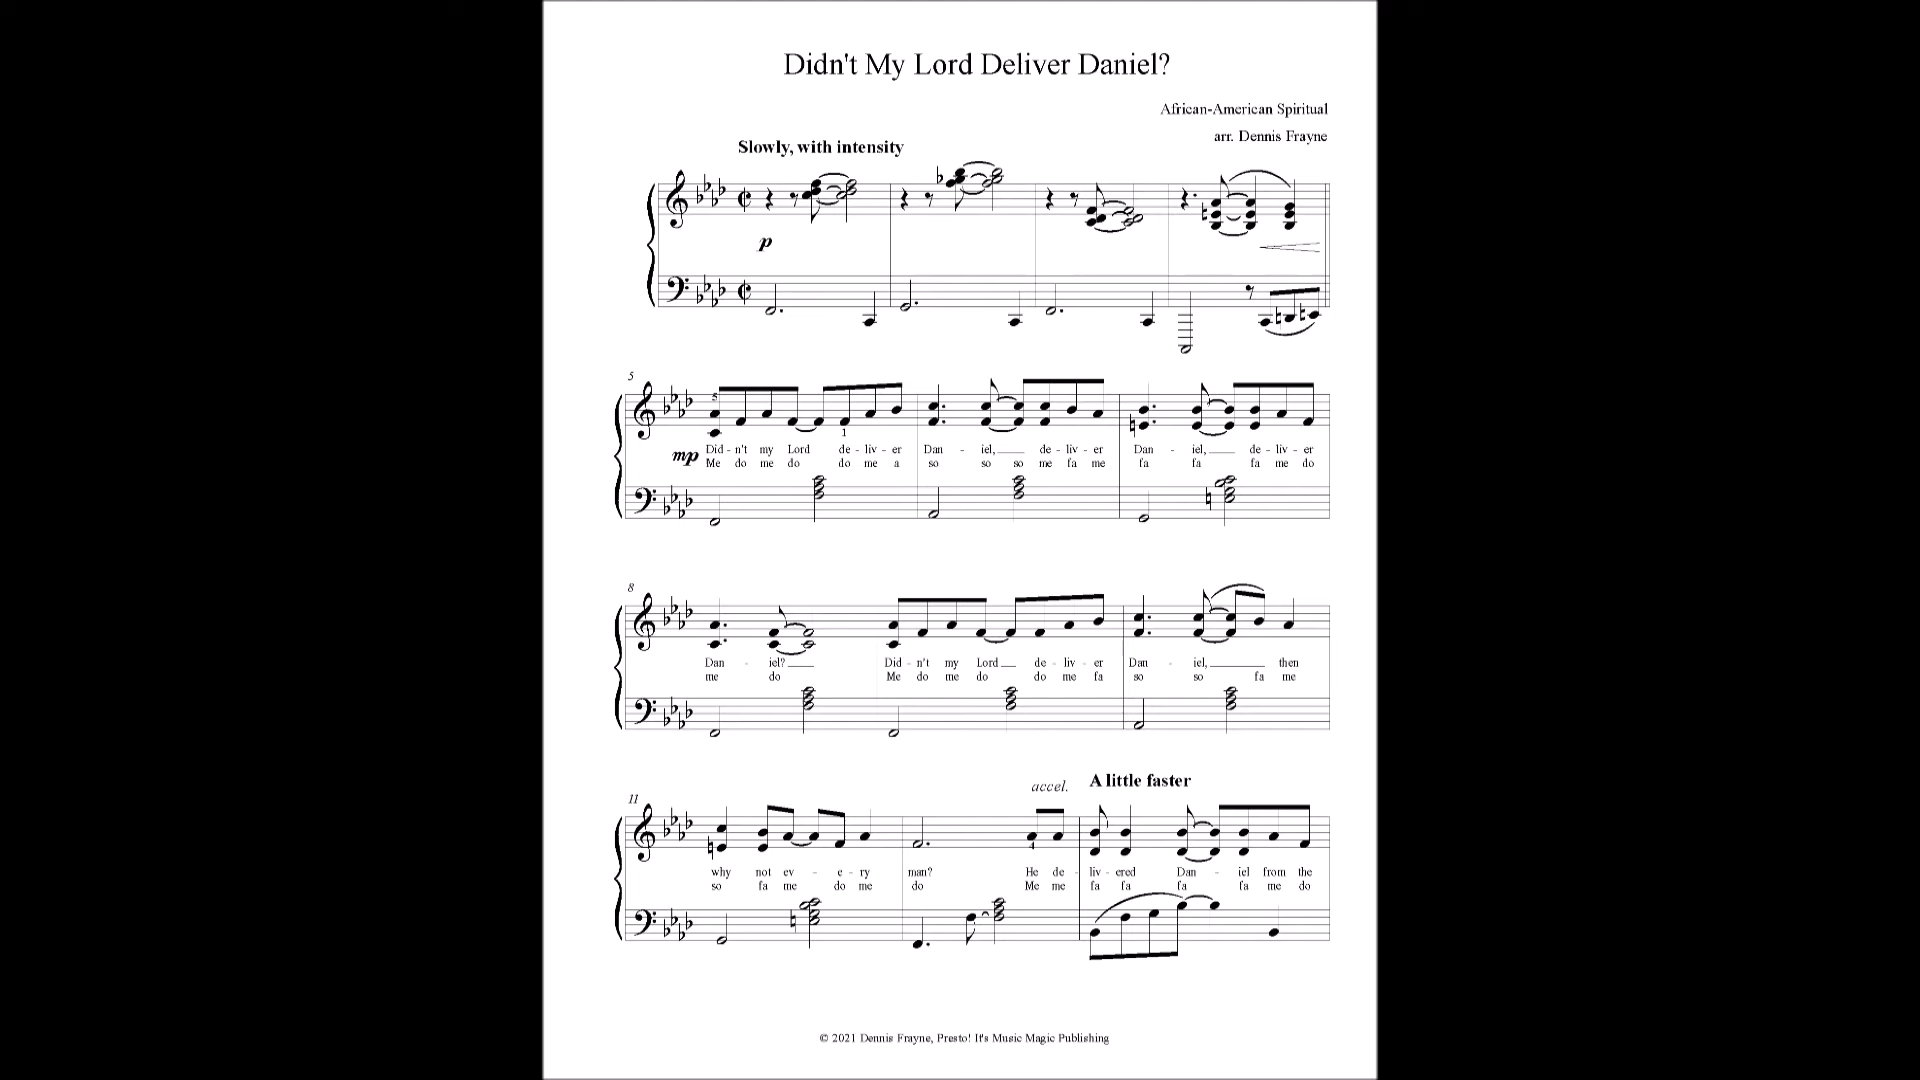 Didn't My Lord Deliver Daniel?
African-American Spiritual
arr. Dennis Frayne
Slowly, with intensity
p
5
5
1
mp
Did - n't my Lord de - liv - er Dan - iel, de - liv - er Dan - iel, de - liv - er
Me do me do do me a so so so me fa me fa fa fa me do
8
Dan - iel? Did - n't my Lord de - liv - er Dan - iel, then
me do Me do me do do me fa so so fa me
accel. A little faster
11
4
why not ev - e - ry man? He de - liv - ered Dan - iel from the
so fa me do me do Me me fa fa fa fa me do
© 2021 Dennis Frayne, Presto! It's Music Magic Publishing